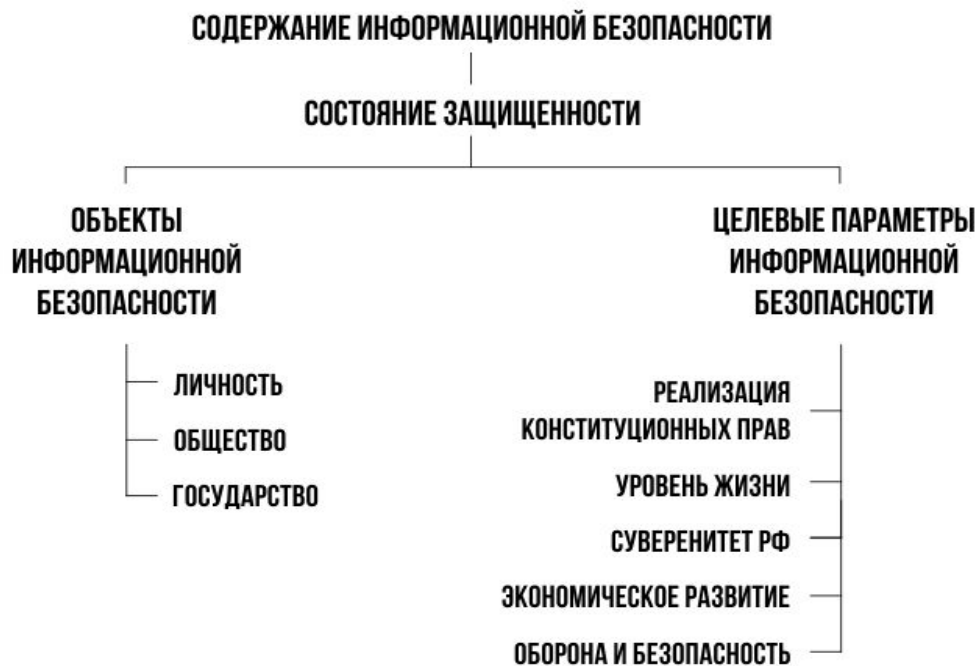 СОДЕРЖАНИЕ ИНФОРМАЦИОННОЙ БЕЗОПАСНОСТИ
СОСТОЯНИЕ ЗАЩИЩЕННОСТИ
ОБЪЕКТЫ
ИНФОРМАЦИОННОЙ
БЕЗОПАСНОСТИ
ЛИЧНОСТЬ
ОБЩЕСТВО
ГОСУДАРСТВО
ЦЕЛЕВЫЕ ПАРАМЕТРЫ
ИНФОРМАЦИОННОЙ
БЕЗОПАСНОСТИ
РЕАЛИЗАЦИЯ
КОНСТИТУЦИОННЫХ ПРАВ
УРОВЕНЬ ЖИЗНИ
СУВЕРЕНИТЕТ РФ
ЭКОНОМИЧЕСКОЕ РАЗВИТИЕ
ОБОРОНА И БЕЗОПАСНОСТЬ